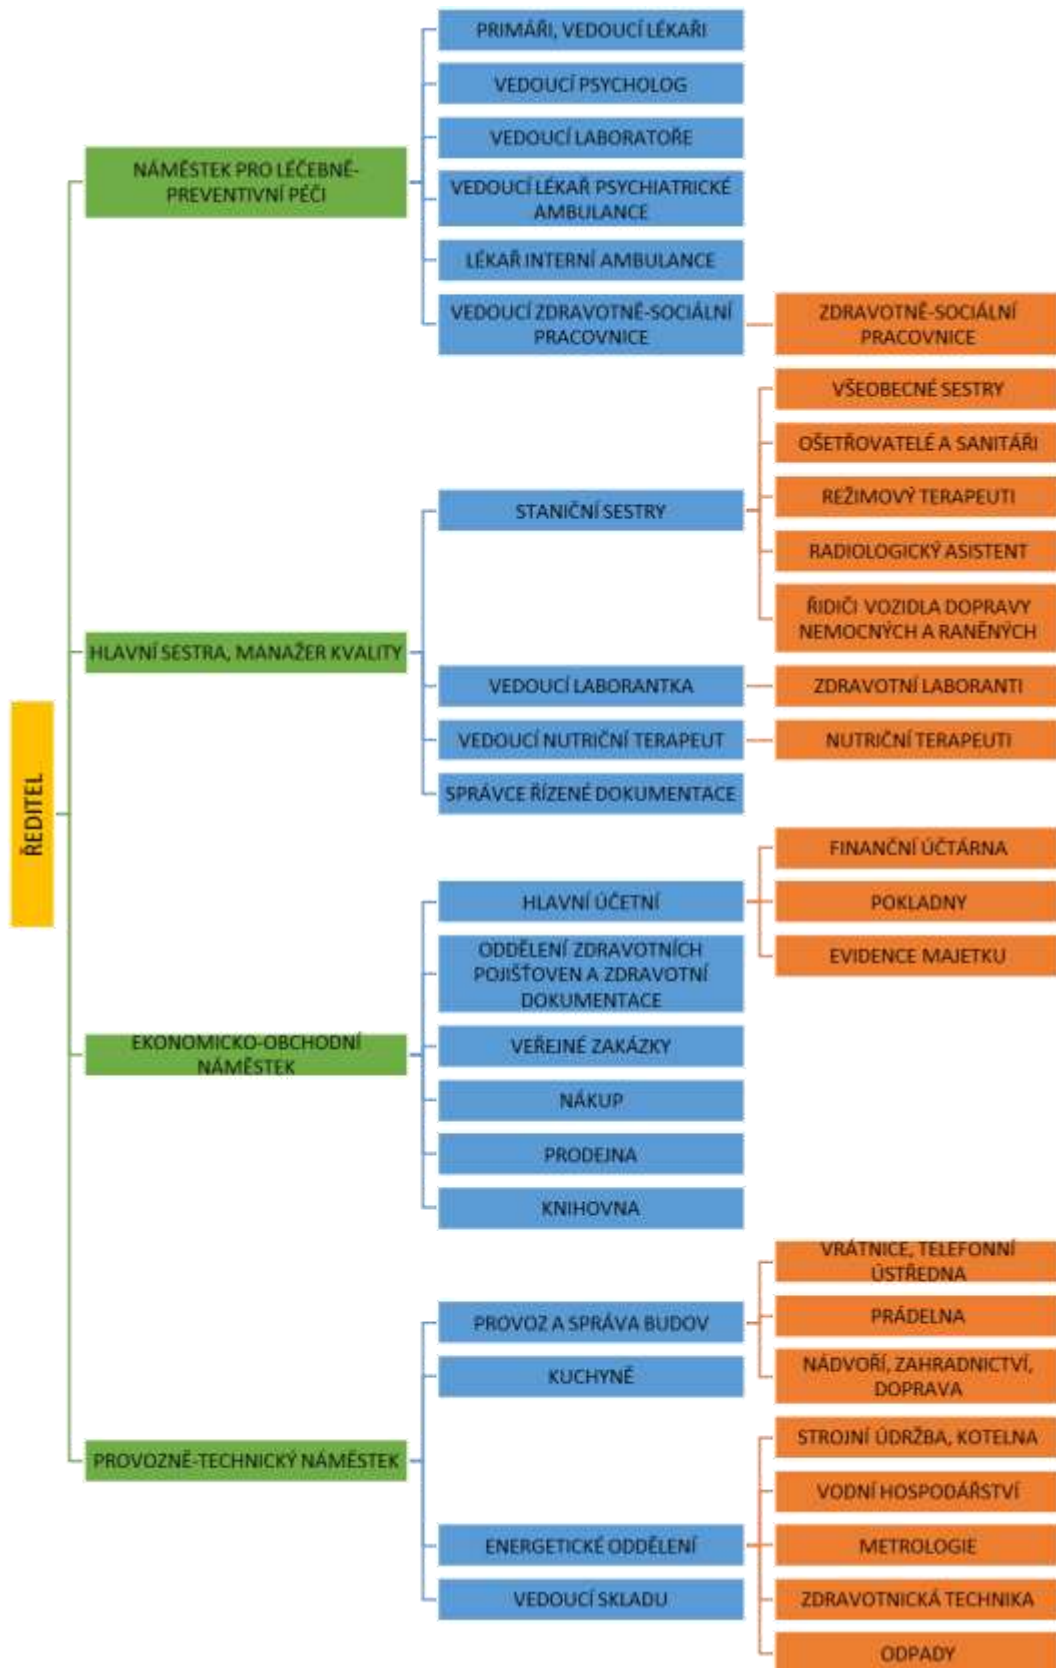 PRIMÁŘI, VEDOUCÍ LÉKAŘI
VEDOUCÍ PSYCHOLOG
VEDOUCÍ LABORATOŘE
NÁMĚSTEK PRO LÉČEBNĚ-
PREVENTIVNÍ PÉČI
VEDOUCÍ LÉKAŘ PSYCHIATRICKÉ
AMBULANCE
LÉKAŘ INTERNÍ AMBULANCE
VEDOUCÍ ZDRAVOTNĚ-SOCIÁLNÍ
PRACOVNICE
ZDRAVOTNĚ-SOCIÁLNÍ
PRACOVNICE
VŠEOBECNÉ SESTRY
OŠETŘOVATELÉ A SANITÁŘI
REŽIMOVÝ TERAPEUTI
STANIČNÍ SESTRY
RADIOLOGICKÝ ASISTENT
ŘIDIČI VOZIDLA DOPRAVY
NEMOCNÝCH A RANĚNÝCH
HLAVNÍ SESTRA, MANAŽER KVALITY
VEDOUCÍ LABORANTKA
ZDRAVOTNÍ LABORANTI
VEDOUCÍ NUTRIČNÍ TERAPEUT
NUTRIČNÍ TERAPEUTI
SPRÁVCE ŘÍZENÉ DOKUMENTACE
ŘEDITEL
FINANČNÍ ÚČTÁRNA
HLAVNÍ ÚČETNÍ
POKLADNY
EVIDENCE MAJETKU
ODDĚLENÍ ZDRAVOTNÍCH
POJIŠŤOVEN A ZDRAVOTNÍ
DOKUMENTACE
EKONOMICKO-OBCHODNÍ
NÁMĚSTEK
VEŘEJNÉ ZAKÁZKY
NÁKUP
PRODEJNA
KNIHOVNA
VRÁTNICE, TELEFONNÍ
ÚSTŘEDNA
PROVOZ A SPRÁVA BUDOV
PRÁDELNA
KUCHYNĚ
NÁDVOŘÍ, ZAHRADNICTVÍ,
DOPRAVA
PROVOZNĚ-TECHNICKÝ NÁMĚSTEK
STROJNÍ ÚDRŽBA, KOTELNA
VODNÍ HOSPODÁŘSTVÍ
ENERGETICKÉ ODDĚLENÍ
METROLOGIE
VEDOUCÍ SKLADU
ZDRAVOTNICKÁ TECHNIKA
ODPADY